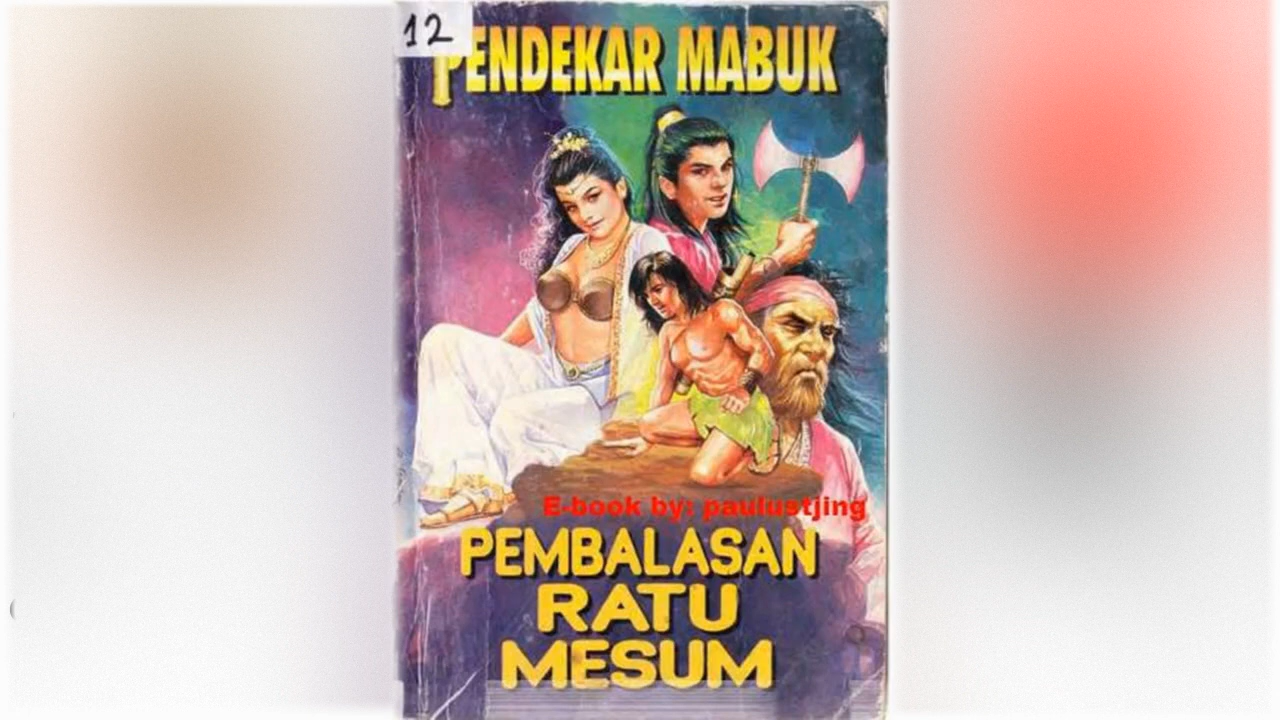 12
PENDEKAR MABUK
E-book by: paulustjing
PEMBALASAN
RATU
MESUM